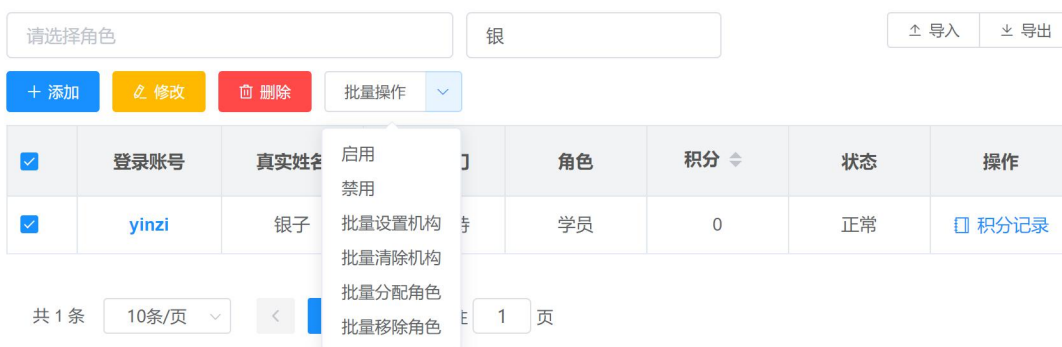 请选择角色
银
导入
导出
+ 添加
修改
删除
批量操作
登录账号
真实姓名
角色
积分
状态
操作
启用
禁用
批量设置机构
批量清除机构
批量分配角色
批量移除角色
yinzi
银子
学员
0
正常
积分记录
共 1 条
10条/页
1
页